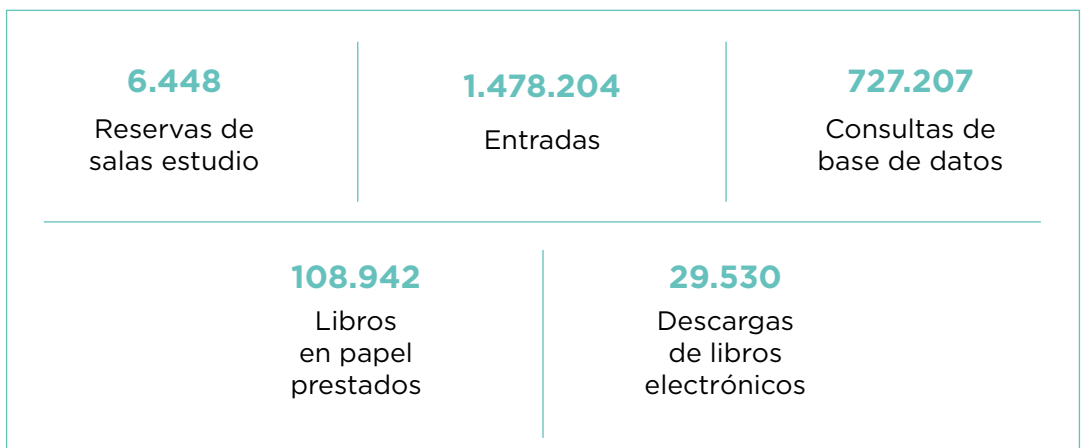 6.448
Reservas de
salas estudio
1.478.204
Entradas
727.207
Consultas de
base de datos
108.942
Libros
en papel
prestados
29.530
Descargas
de libros
electrónicos